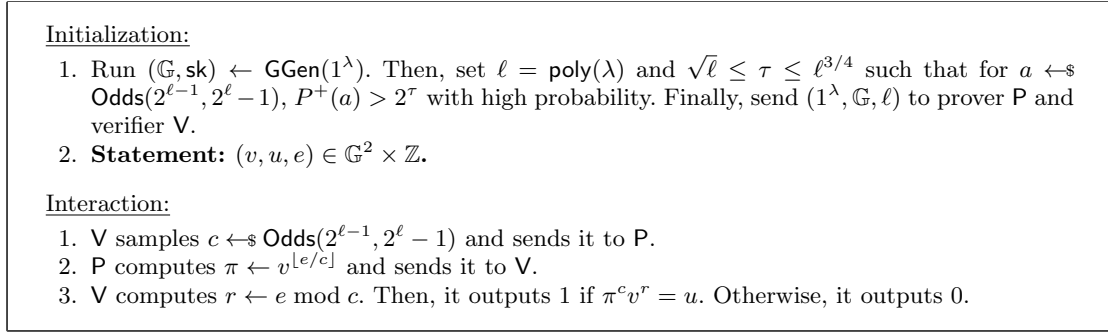 Initialization:
1. Run (𝔾, sk) ← GGen(1^λ). Then, set ℓ = poly(λ) and √ℓ ≤ τ ≤ ℓ^{3/4} such that for a ←$
Odds(2^{ℓ−1}, 2^ℓ − 1), P^+(a) > 2^τ with high probability. Finally, send (1^λ, 𝔾, ℓ) to prover P and
verifier V.
2. Statement: (v, u, e) ∈ 𝔾^2 × ℤ.
Interaction:
1. V samples c ←$ Odds(2^{ℓ−1}, 2^ℓ − 1) and sends it to P.
2. P computes π ← v^{⌊e/c⌋} and sends it to V.
3. V computes r ← e mod c. Then, it outputs 1 if π^c v^r = u. Otherwise, it outputs 0.